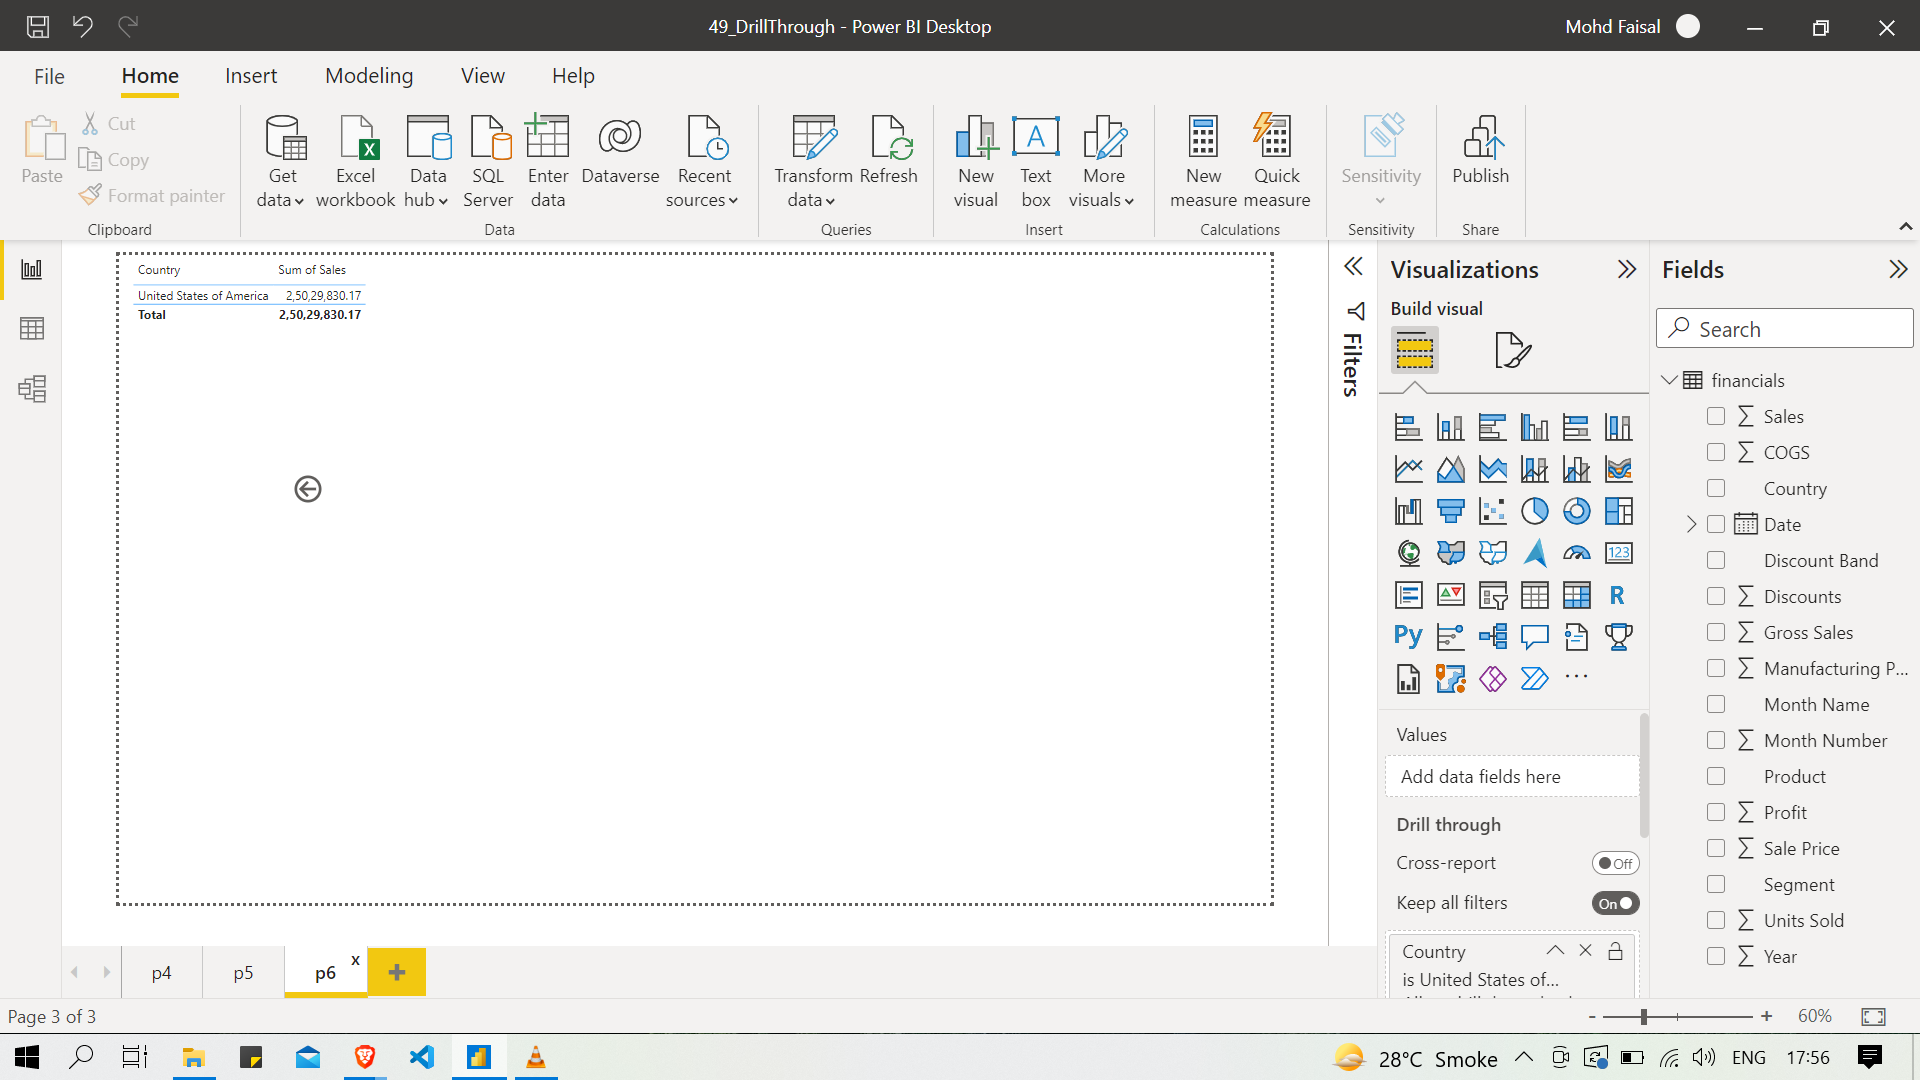 49_DrillThrough - Power BI Desktop
Mohd Faisal
File
Home
Insert
Modeling
View
Help
Paste
Cut
Copy
Format painter
Clipboard
Get data
Excel workbook
Data hub
SQL Server
Enter data
Dataverse
Recent sources
Data
Transform data
Refresh
Queries
New visual
Text box
More visuals
Insert
New measure
Quick measure
Calculations
Sensitivity
Sensitivity
Publish
Share
Country Sum of Sales
United States of America 2,50,29,830.17
Total 2,50,29,830.17
Filters
Visualizations
Build visual
R
Py
123
Values
Add data fields here
Drill through
Cross-report Off
Keep all filters On
Country
is United States of...
Fields
Search
financials
Sales
COGS
Country
Date
Discount Band
Discounts
Gross Sales
Manufacturing P...
Month Name
Month Number
Product
Profit
Sale Price
Segment
Units Sold
Year
p4
p5
p6
x
Page 3 of 3
- + 60%
28°C Smoke
ENG
17:56